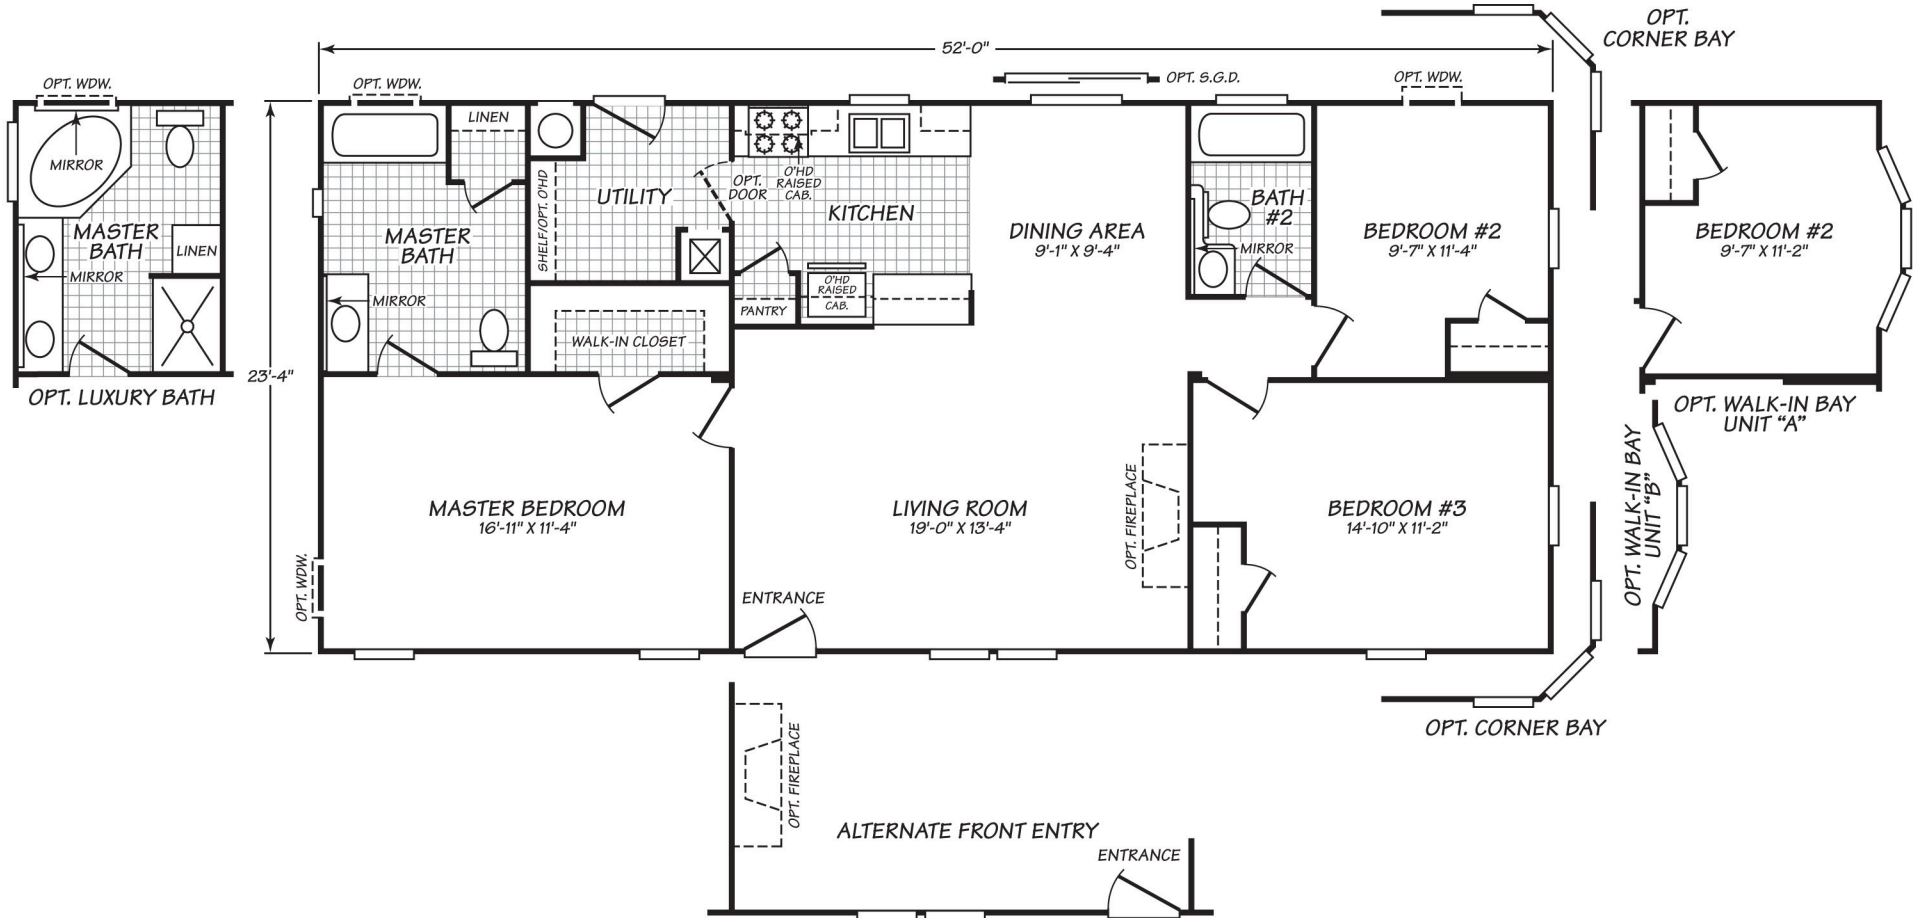 OPT.
CORNER BAY
52'-0"
OPT. WDW.
MIRROR
MASTER
BATH
LINEN
MIRROR
OPT. LUXURY BATH
23'-4"
OPT. WDW.
LINEN
MASTER
BATH
MIRROR
SHELF/OPT. O'HD
UTILITY
OPT.
DOOR
O'HD
RAISED
CAB.
KITCHEN
PANTRY
O'HD
RAISED
CAB.
WALK-IN CLOSET
OPT. S.G.D.
DINING AREA
9'-1" X 9'-4"
BATH
#2
MIRROR
OPT. WDW.
BEDROOM #2
9'-7" X 11'-4"
BEDROOM #2
9'-7" X 11'-2"
OPT. WALK-IN BAY
UNIT "A"
MASTER BEDROOM
16'-11" X 11'-4"
OPT. WDW.
LIVING ROOM
19'-0" X 13'-4"
ENTRANCE
OPT. FIREPLACE
BEDROOM #3
14'-10" X 11'-2"
OPT. WALK-IN BAY
UNIT "B"
OPT. CORNER BAY
OPT. FIREPLACE
ALTERNATE FRONT ENTRY
ENTRANCE